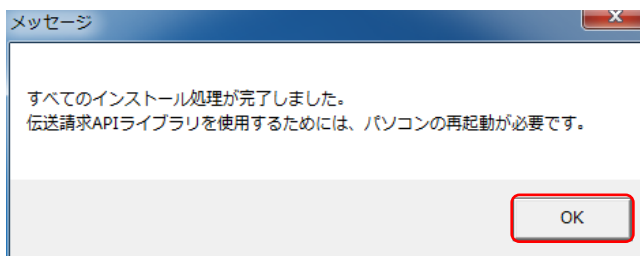 メッセージ
すべてのインストール処理が完了しました。
伝送請求APIライブラリを使用するためには、パソコンの再起動が必要です。
OK